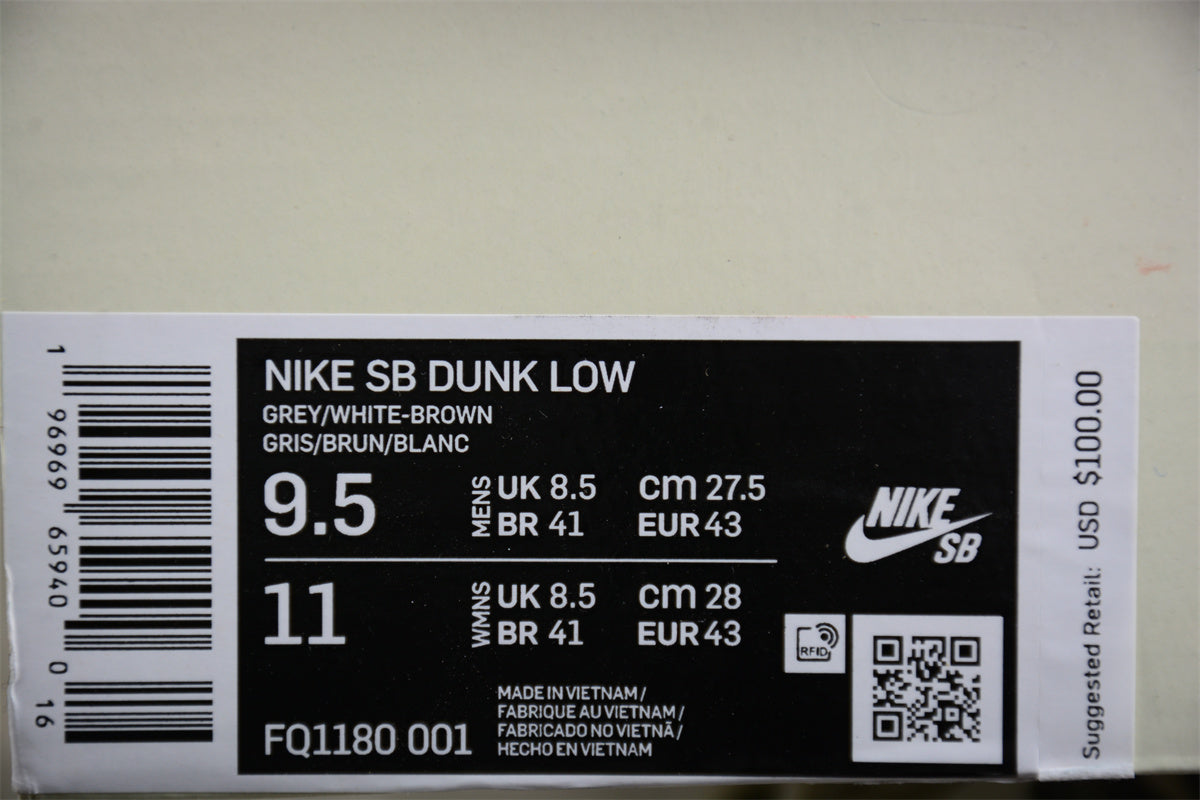 1 96969 65940 0 16
NIKE SB DUNK LOW
GREY/WHITE-BROWN
GRIS/BRUN/BLANC
9.5 MENS UK 8.5 cm 27.5
BR 41 EUR 43
11 WMNS UK 8.5 cm 28
BR 41 EUR 43
FQ1180 001
MADE IN VIETNAM/
FABRIQUE AU VIETNAM/
FABRICADO NO VIETNÃ/
HECHO EN VIETNAM
NIKE
SB
RFID
Suggested Retail: USD $100.00